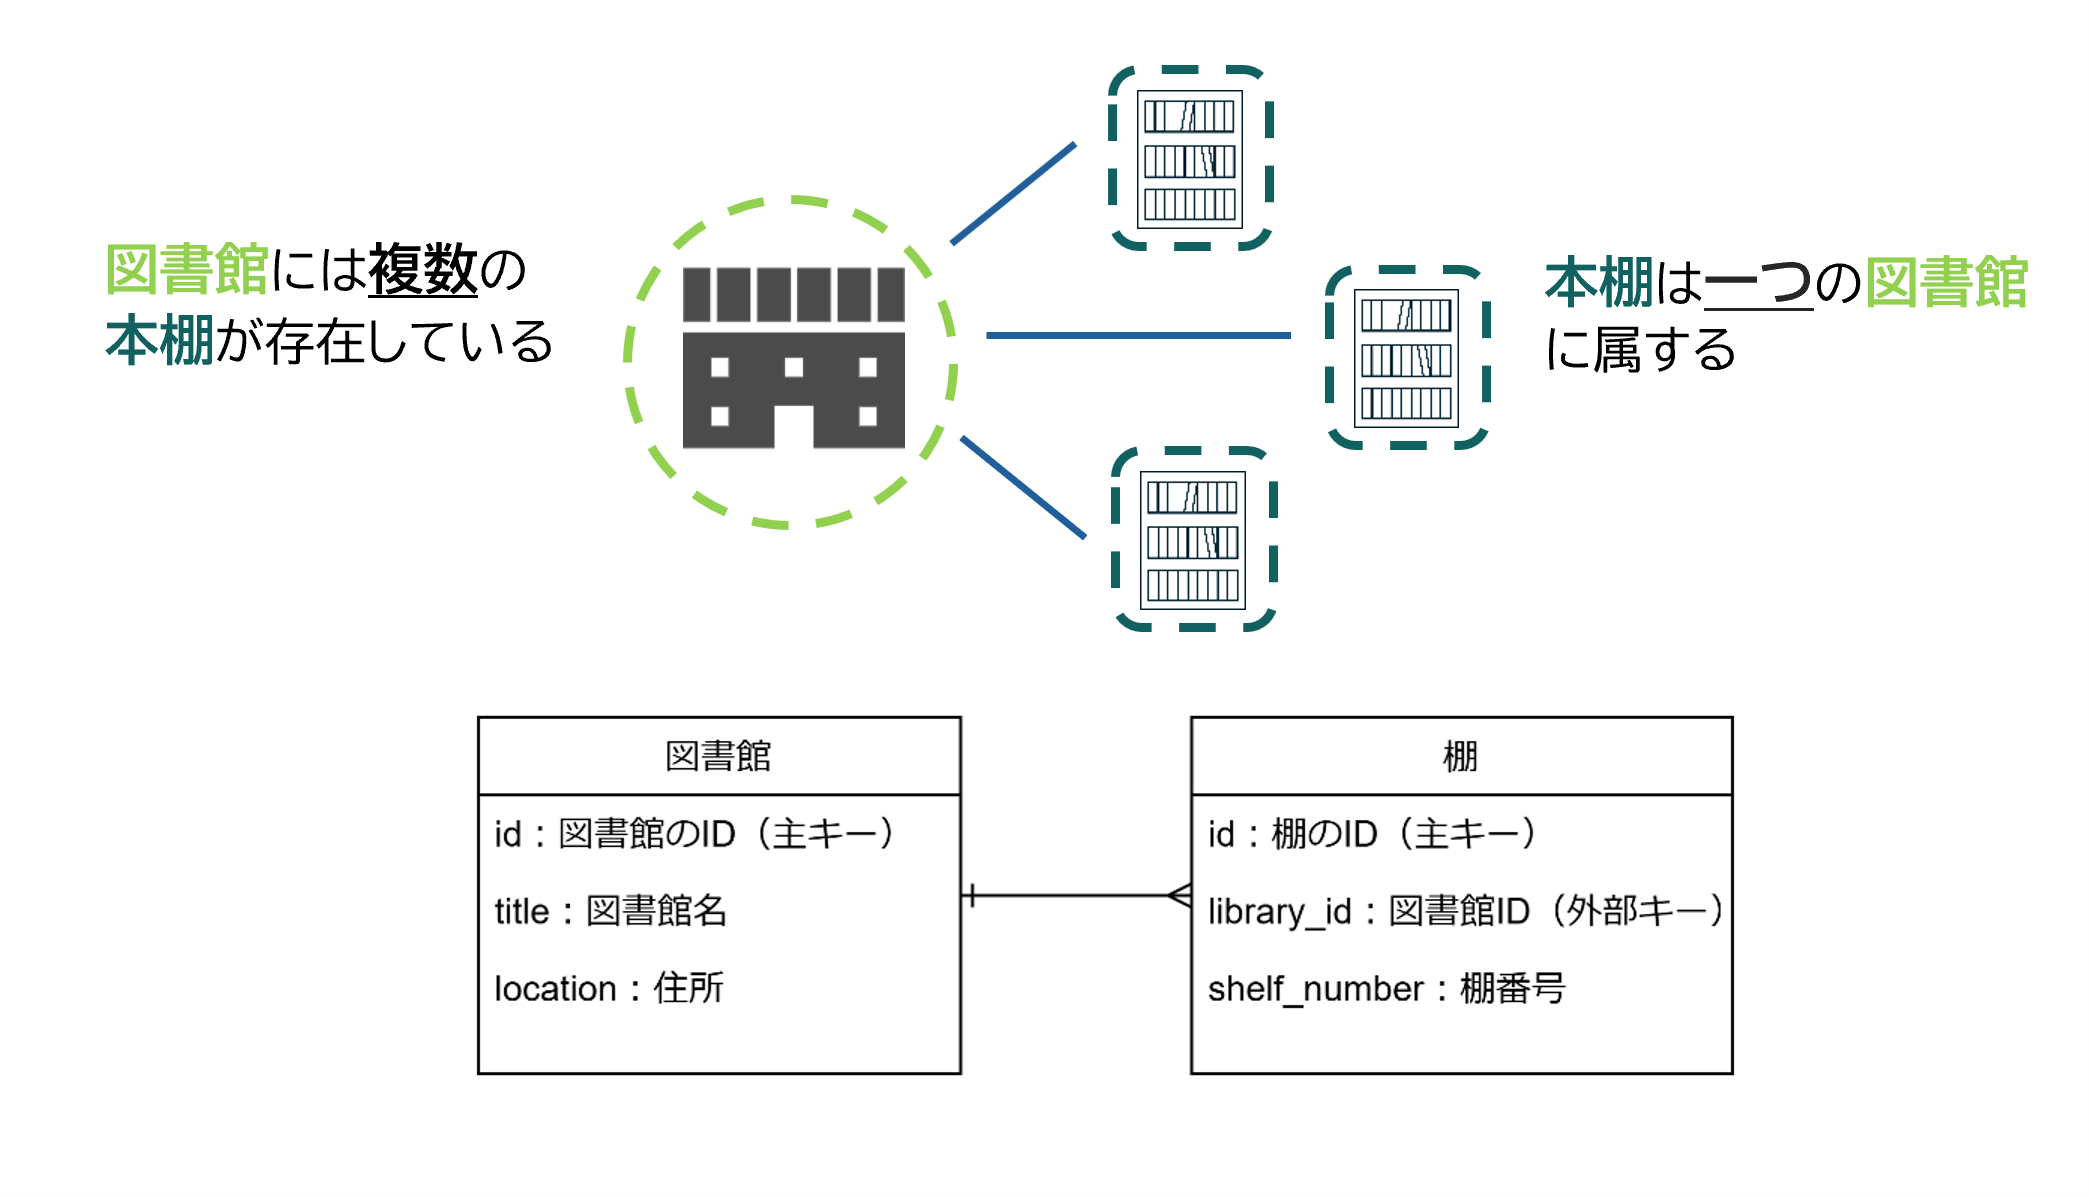 図書館には複数の
本棚が存在している
本棚は一つの図書館
に属する
図書館
id：図書館のID（主キー）
title：図書館名
location：住所
棚
id：棚のID（主キー）
library_id：図書館ID（外部キー）
shelf_number：棚番号